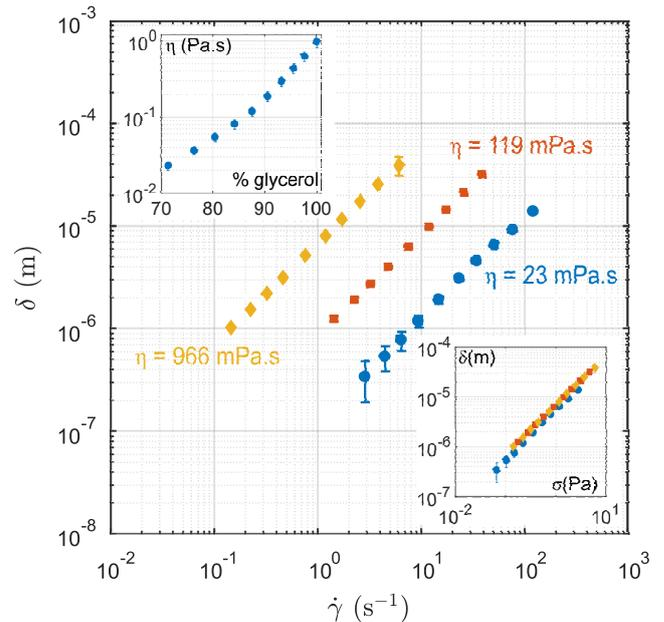 10⁻³
10⁰
η (Pa.s)
10⁻¹
10⁻²
% glycerol
70 80 90 100
10⁻⁴
η = 119 mPa.s
10⁻⁵
δ (m)
η = 23 mPa.s
10⁻⁶
η = 966 mPa.s
10⁻⁴
δ(m)
10⁻⁵
10⁻⁶
10⁻⁷
σ(Pa)
10⁻² 10¹
10⁻⁷
10⁻⁸
10⁻² 10⁻¹ 10⁰ 10¹ 10² 10³
γ̇ (s⁻¹)